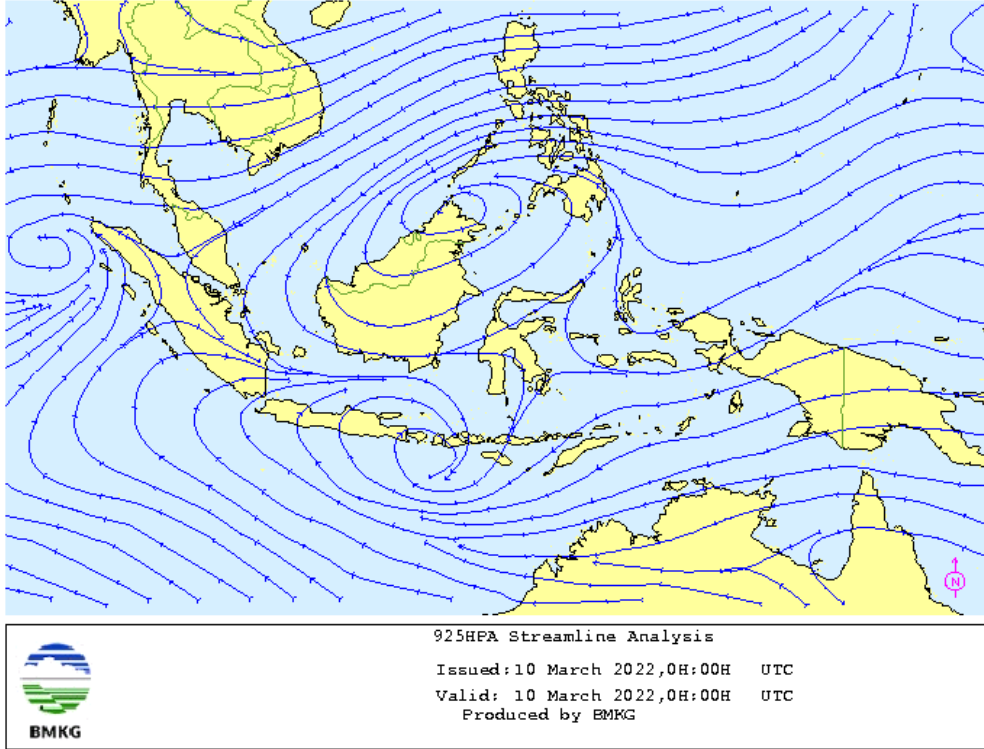 N
925HPA Streamline Analysis
Issued:10 March 2022,0H:00H UTC
Valid: 10 March 2022,0H:00H UTC
Produced by BMKG
BMKG